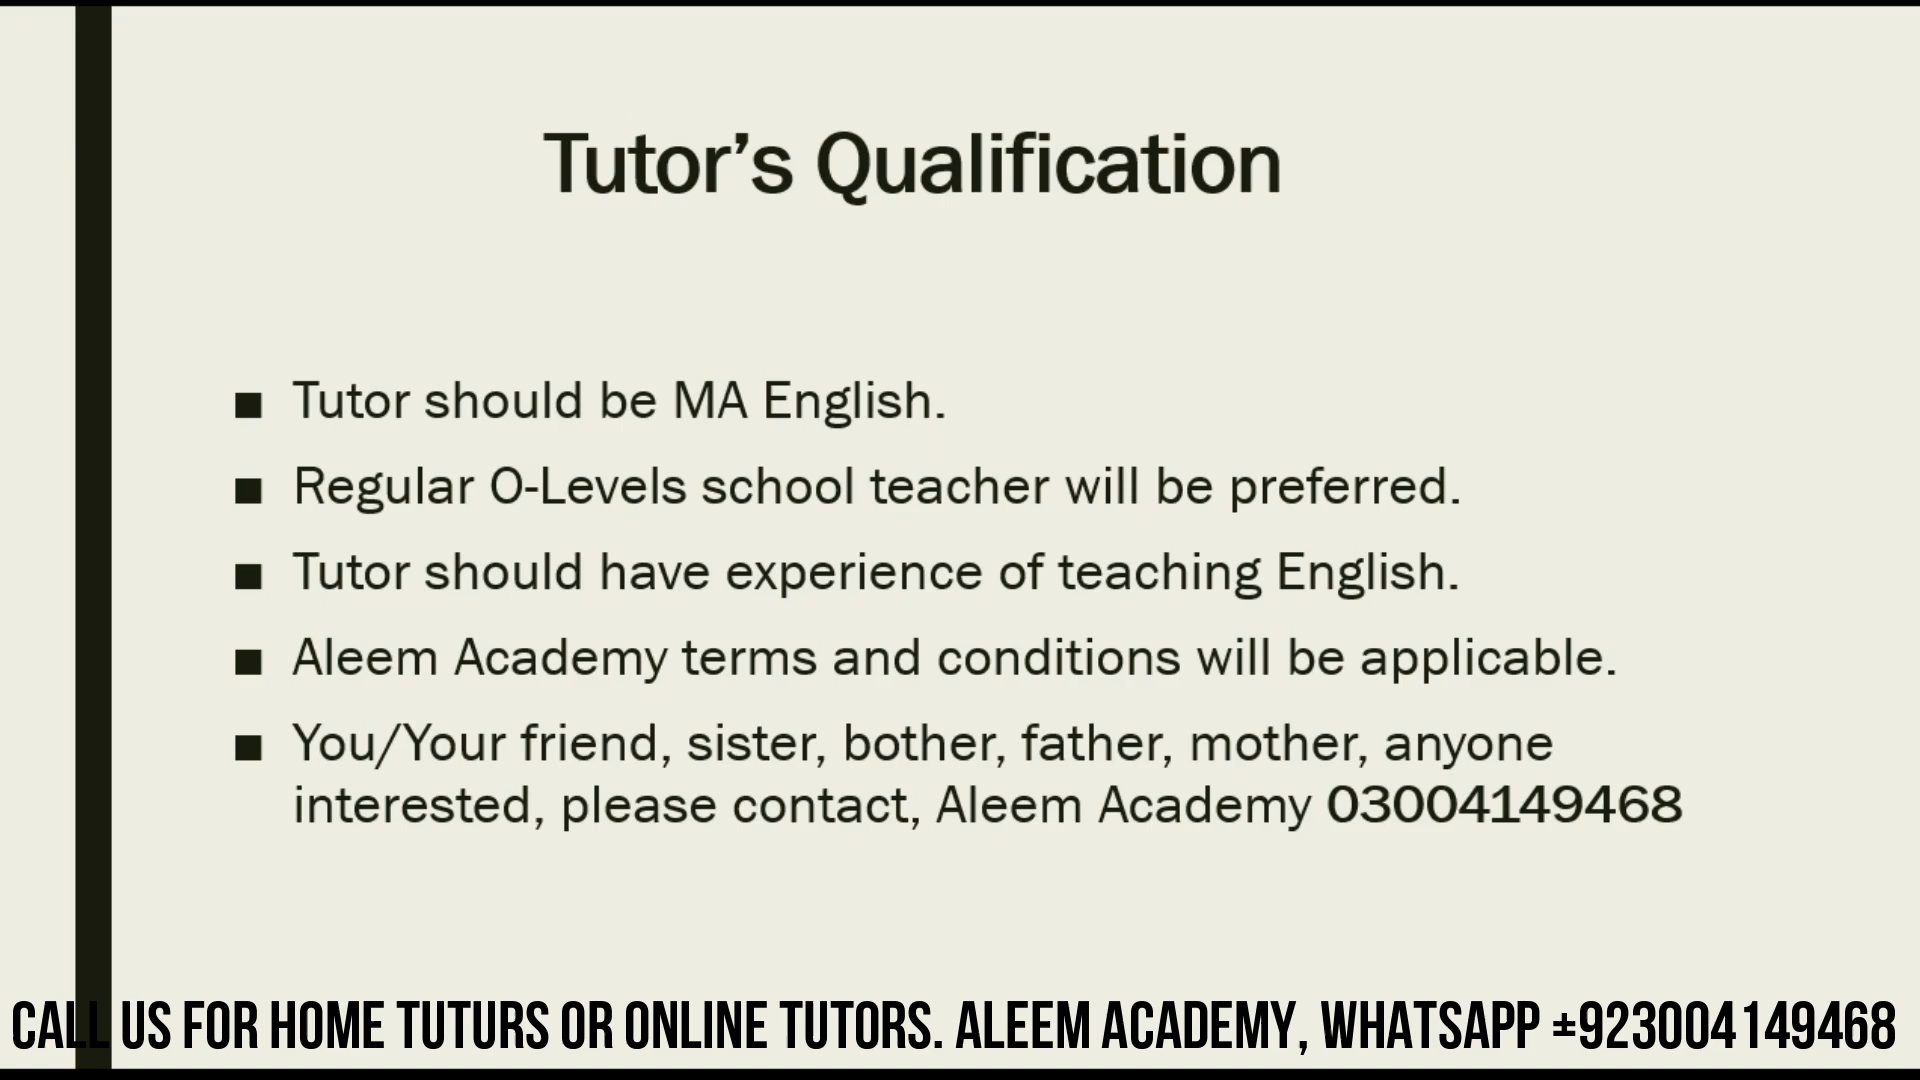 Tutor’s Qualification
■ Tutor should be MA English.
■ Regular O-Levels school teacher will be preferred.
■ Tutor should have experience of teaching English.
■ Aleem Academy terms and conditions will be applicable.
■ You/Your friend, sister, bother, father, mother, anyone
interested, please contact, Aleem Academy 03004149468
CALL US FOR HOME TUTURS OR ONLINE TUTORS. ALEEM ACADEMY, WHATSAPP +923004149468